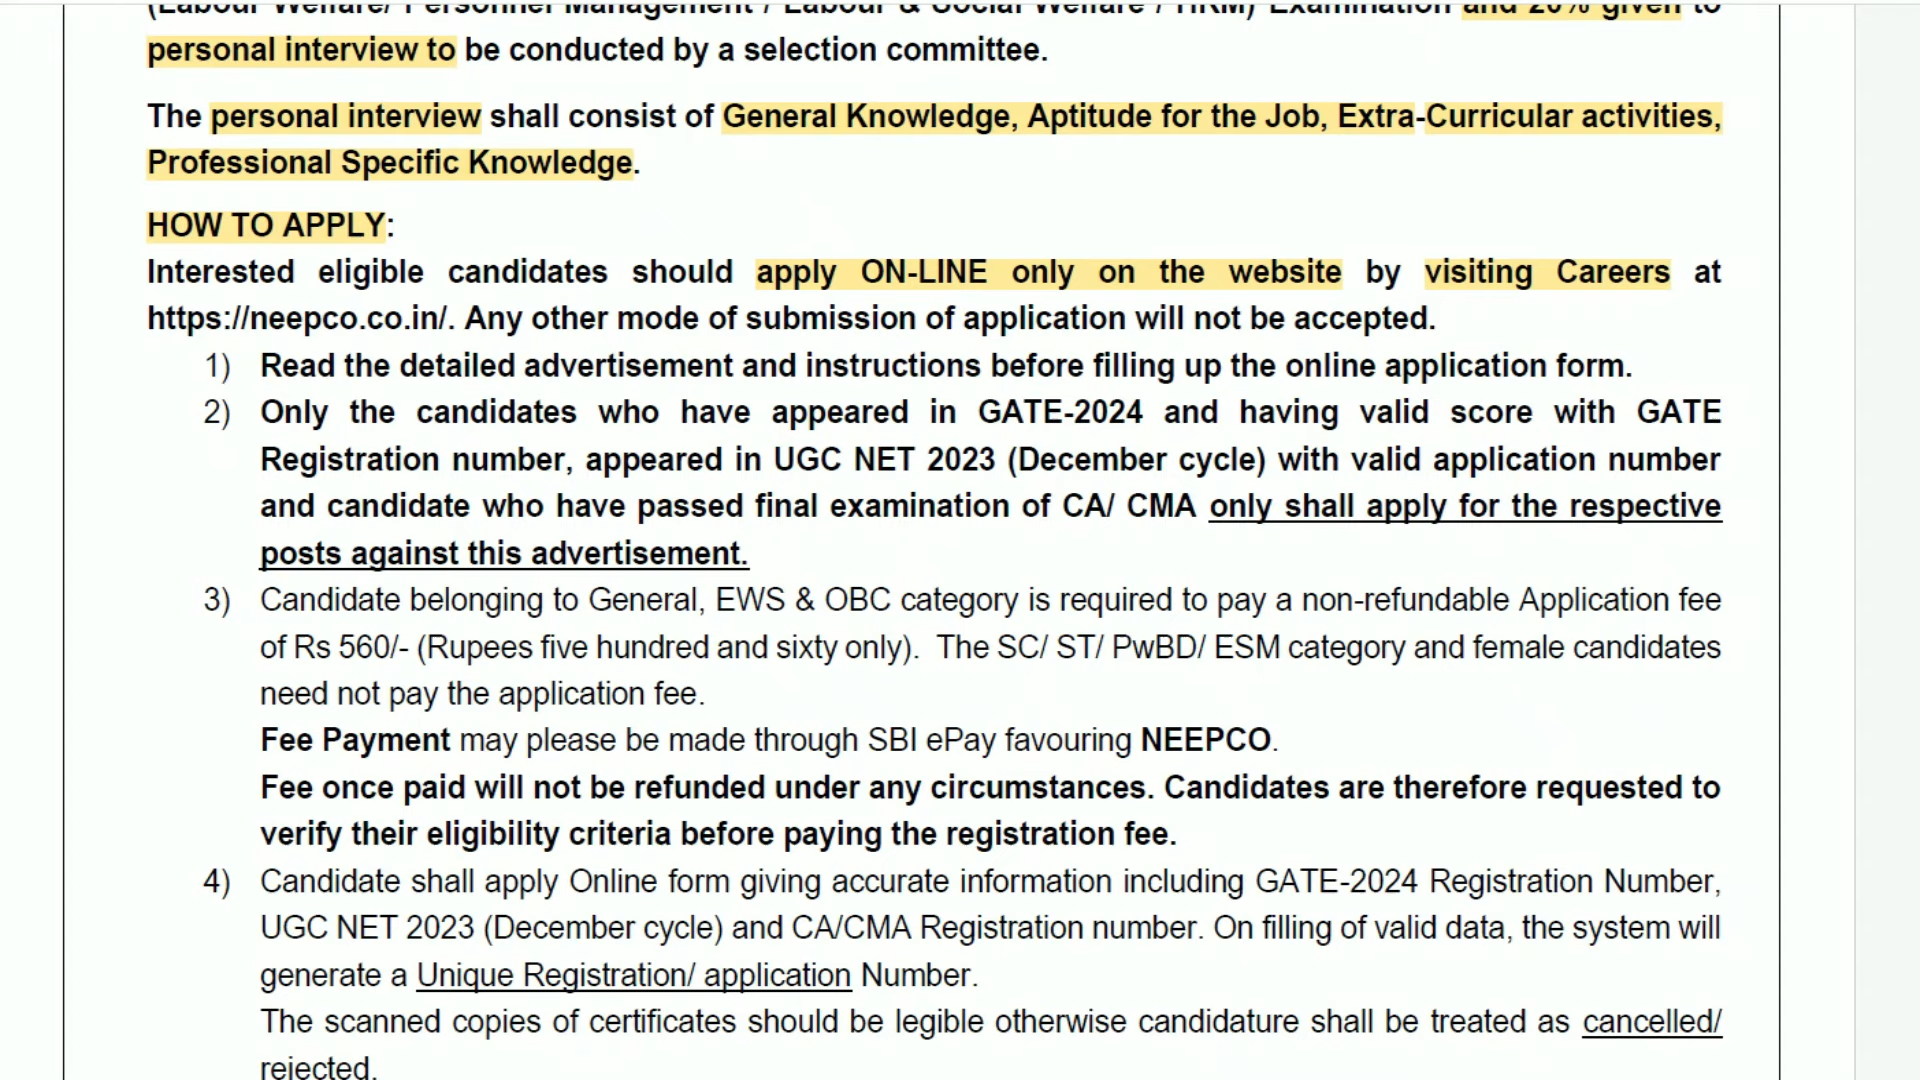 (Labour Welfare/ Personnel Management / Labour & Social Welfare / HRM) Examination and 20% given to
personal interview to be conducted by a selection committee.
The personal interview shall consist of General Knowledge, Aptitude for the Job, Extra-Curricular activities,
Professional Specific Knowledge.
HOW TO APPLY:
Interested eligible candidates should apply ON-LINE only on the website by visiting Careers at
https://neepco.co.in/. Any other mode of submission of application will not be accepted.
1) Read the detailed advertisement and instructions before filling up the online application form.
2) Only the candidates who have appeared in GATE-2024 and having valid score with GATE
Registration number, appeared in UGC NET 2023 (December cycle) with valid application number
and candidate who have passed final examination of CA/ CMA only shall apply for the respective
posts against this advertisement.
3) Candidate belonging to General, EWS & OBC category is required to pay a non-refundable Application fee
of Rs 560/- (Rupees five hundred and sixty only). The SC/ ST/ PwBD/ ESM category and female candidates
need not pay the application fee.
Fee Payment may please be made through SBI ePay favouring NEEPCO.
Fee once paid will not be refunded under any circumstances. Candidates are therefore requested to
verify their eligibility criteria before paying the registration fee.
4) Candidate shall apply Online form giving accurate information including GATE-2024 Registration Number,
UGC NET 2023 (December cycle) and CA/CMA Registration number. On filling of valid data, the system will
generate a Unique Registration/ application Number.
The scanned copies of certificates should be legible otherwise candidature shall be treated as cancelled/
rejected.